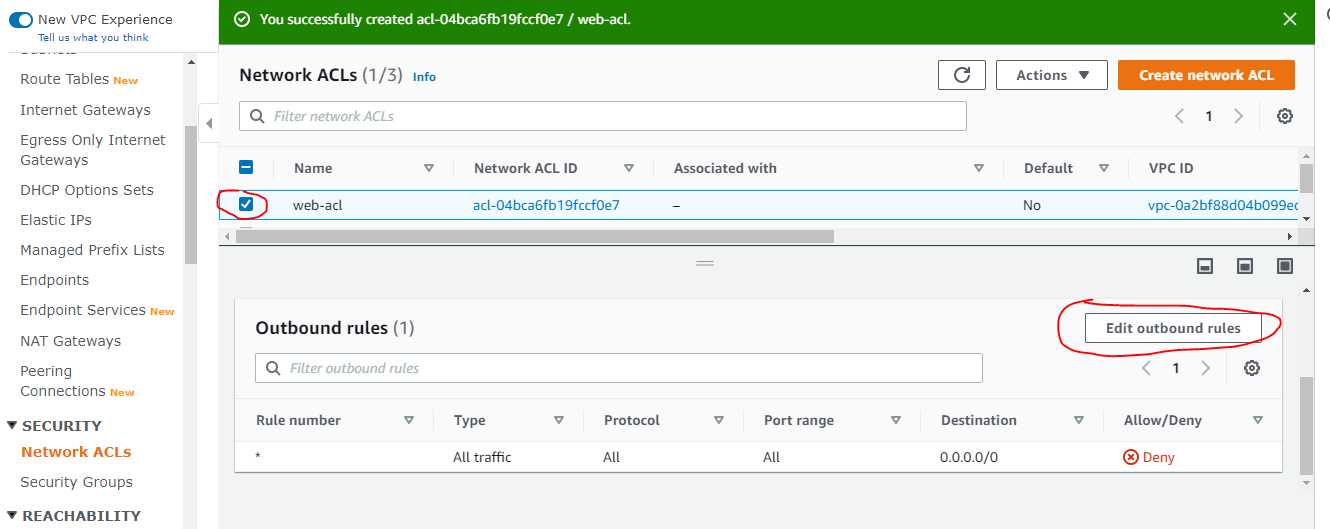 New VPC Experience
Tell us what you think
Route Tables New
Internet Gateways
Egress Only Internet
Gateways
DHCP Options Sets
Elastic IPs
Managed Prefix Lists
Endpoints
Endpoint Services New
NAT Gateways
Peering
Connections New
SECURITY
Network ACLs
Security Groups
REACHABILITY
You successfully created acl-04bca6fb19fccf0e7 / web-acl.
Network ACLs (1/3) Info
Actions
Create network ACL
Filter network ACLs
1
Name Network ACL ID Associated with Default VPC ID
web-acl acl-04bca6fb19fccf0e7 – No vpc-0a2bf88d04b099ec
Outbound rules (1)
Edit outbound rules
Filter outbound rules
1
Rule number Type Protocol Port range Destination Allow/Deny
* All traffic All All 0.0.0.0/0 Deny